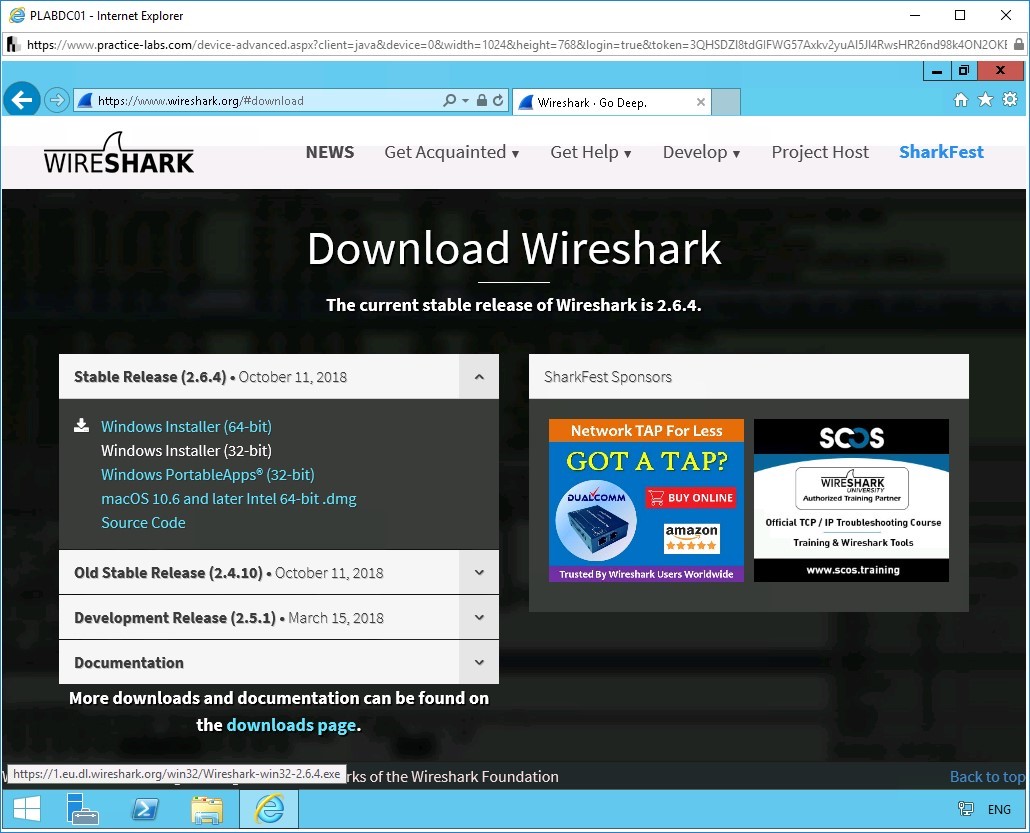 PLABDC01 - Internet Explorer
https://www.practice-labs.com/device-advanced.aspx?client=java&device=0&width=1024&height=768&login=true&token=
https://www.wireshark.org/#download
Wireshark · Go Deep.
WIRESHARK
NEWS
Get Acquainted ▾
Get Help ▾
Develop ▾
Project Host
SharkFest
Download Wireshark
The current stable release of Wireshark is 2.6.4.
Stable Release (2.6.4) • October 11, 2018
Windows Installer (64-bit)
Windows Installer (32-bit)
Windows PortableApps® (32-bit)
macOS 10.6 and later Intel 64-bit .dmg
Source Code
Old Stable Release (2.4.10) • October 11, 2018
Development Release (2.5.1) • March 15, 2018
Documentation
More downloads and documentation can be found on
the downloads page.
SharkFest Sponsors
Network TAP For Less
GOT A TAP?
DUALCOMM
BUY ONLINE
amazon
Trusted By Wireshark Users Worldwide
SCOS
WIRESHARK
UNIVERSITY
Authorized Training Partner
Official TCP / IP Troubleshooting Course
Training & Wireshark Tools
www.scos.training
https://1.eu.dl.wireshark.org/win32/Wireshark-win32-2.6.4.exe
rks of the Wireshark Foundation
Back to top
ENG